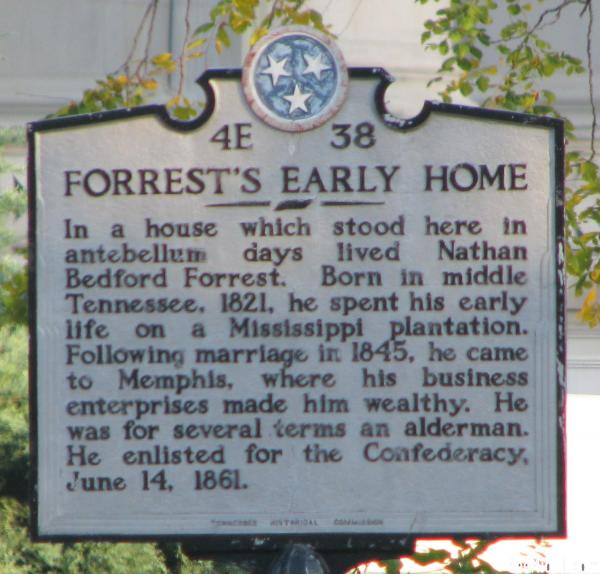 4E 38
FORREST'S EARLY HOME
In a house which stood here in
antebellum days lived Nathan
Bedford Forrest. Born in middle
Tennessee, 1821, he spent his early
life on a Mississippi plantation.
Following marriage in 1845, he came
to Memphis, where his business
enterprises made him wealthy. He
was for several terms an alderman.
He enlisted for the Confederacy,
June 14, 1861.
TENNESSEE HISTORICAL COMMISSION